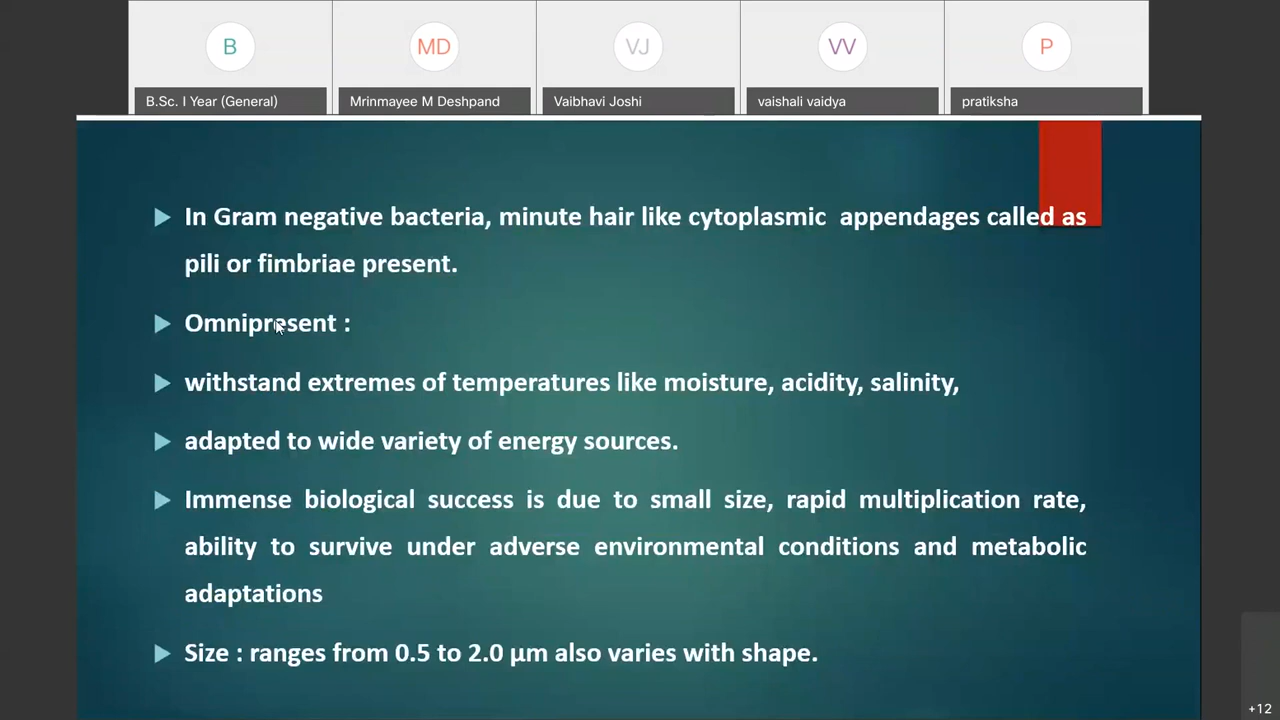 B
MD
VJ
VV
P
B.Sc. I Year (General)
Mrinmayee M Deshpand
Vaibhavi Joshi
vaishali vaidya
pratiksha
In Gram negative bacteria, minute hair like cytoplasmic appendages called as
pili or fimbriae present.
Omnipresent :
withstand extremes of temperatures like moisture, acidity, salinity,
adapted to wide variety of energy sources.
Immense biological success is due to small size, rapid multiplication rate,
ability to survive under adverse environmental conditions and metabolic
adaptations
Size : ranges from 0.5 to 2.0 µm also varies with shape.
+12